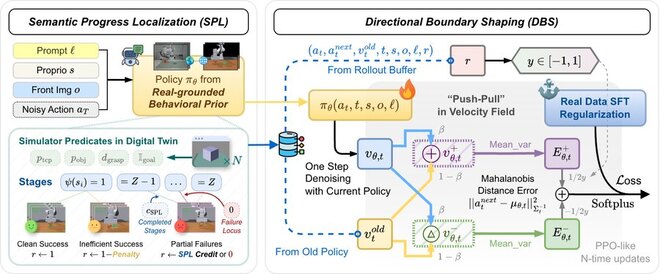 Semantic Progress Localization (SPL)
Prompt ℓ
Proprio s
Front Img o
Noisy Action a_T
Policy π_θ from
Real-grounded
Behavioral Prior
Simulator Predicates in Digital Twin
p_tcp p_obj d_grasp 1_goal
×N
Stages
ψ(s_i) = 1 = Z − 1 ... = Z
c_SPL
Completed
Stages
0
Failure
Locus
Clean Success
r ← 1
Inefficient Success
r ← 1−Penalty
Partial Failures
r ← SPL Credit or 0
Directional Boundary Shaping (DBS)
(a_t, a_t^next, v_t^old, t, s, o, ℓ, r)
From Rollout Buffer
r
y ∈ [−1, 1]
π_θ(a_t, t, s, o, ℓ)
"Push-Pull"
in Velocity Field
Real Data SFT
Regularization
One Step
Denoising
with Current Policy
v_θ,t
β
v_θ,t^+
1 − β
Mean_var
E_θ,t^+
1/2y
Loss
Mahalanobis
Distance Error
||a_t^next − μ_θ,t||²_Σ_t^-1
Softplus
−1/2y
v_t^old
From Old Policy
β
Δ v_θ,t^−
1 − β
Mean_var
E_θ,t^−
PPO-like
N-time updates